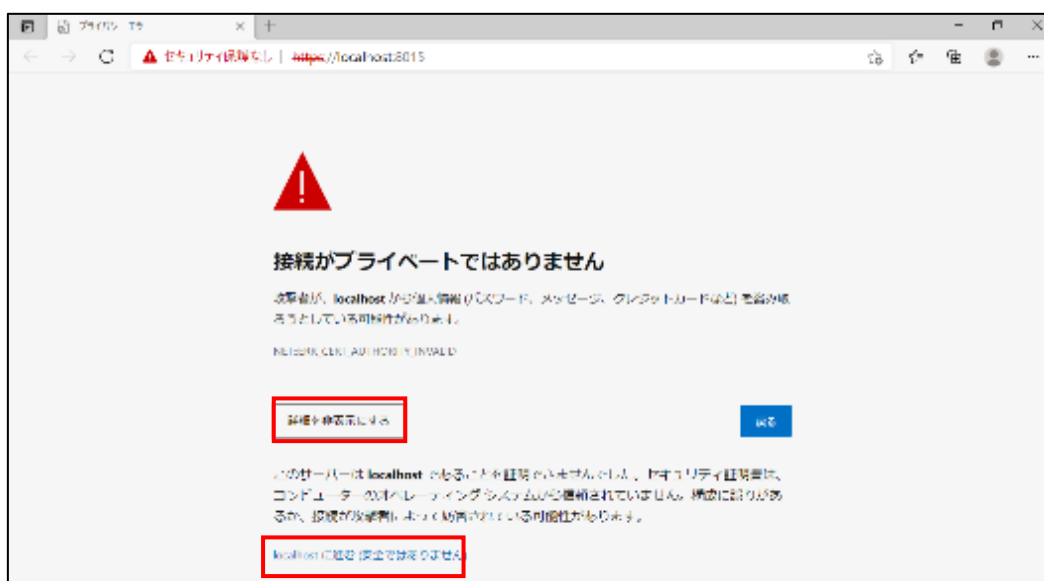 プライバシー エラー
セキュリティ保護なし | https://localhost:8015
接続がプライベートではありません
攻撃者が、localhost から個人情報 (パスワード、メッセージ、クレジットカードなど) を盗み取
ろうとしている可能性があります。
NET::ERR_CERT_AUTHORITY_INVALID
詳細を非表示にする
戻る
このサーバーは localhost であることを証明できませんでした。セキュリティ証明書は、
コンピューターのオペレーティング システムから信頼されていません。構成に誤りがあ
るか、接続が攻撃者によって妨害されている可能性があります。
localhost に進む (安全ではありません)